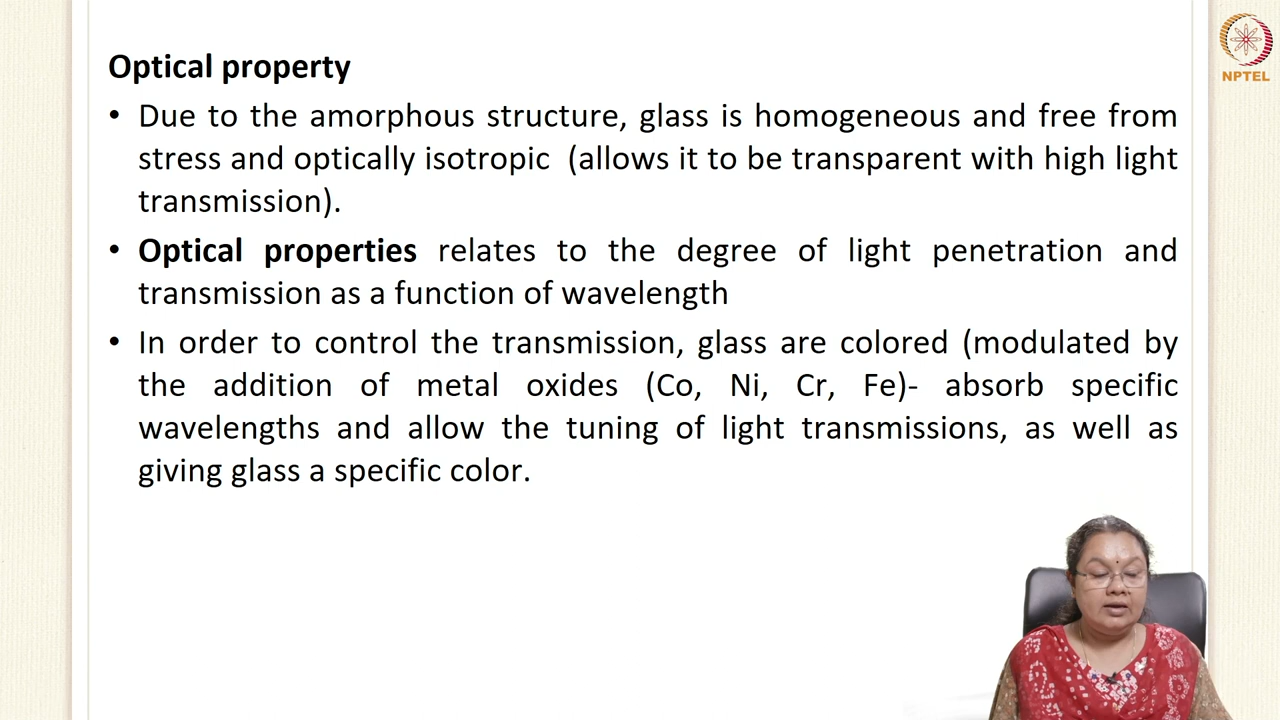 NPTEL
Optical property
• Due to the amorphous structure, glass is homogeneous and free from
stress and optically isotropic (allows it to be transparent with high light
transmission).
• Optical properties relates to the degree of light penetration and
transmission as a function of wavelength
• In order to control the transmission, glass are colored (modulated by
the addition of metal oxides (Co, Ni, Cr, Fe)- absorb specific
wavelengths and allow the tuning of light transmissions, as well as
giving glass a specific color.